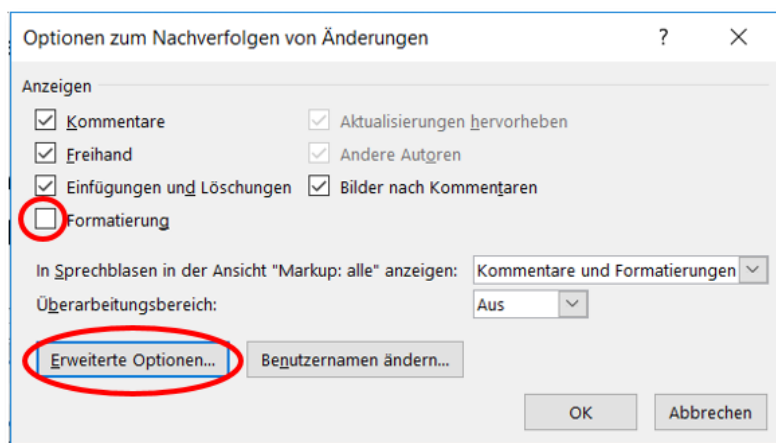 Optionen zum Nachverfolgen von Änderungen ?
Anzeigen
Kommentare Aktualisierungen hervorheben
Freihand Andere Autoren
Einfügungen und Löschungen Bilder nach Kommentaren
Formatierung
In Sprechblasen in der Ansicht "Markup: alle" anzeigen: Kommentare und Formatierungen
Überarbeitungsbereich: Aus
Erweiterte Optionen... Benutzernamen ändern...
OK Abbrechen